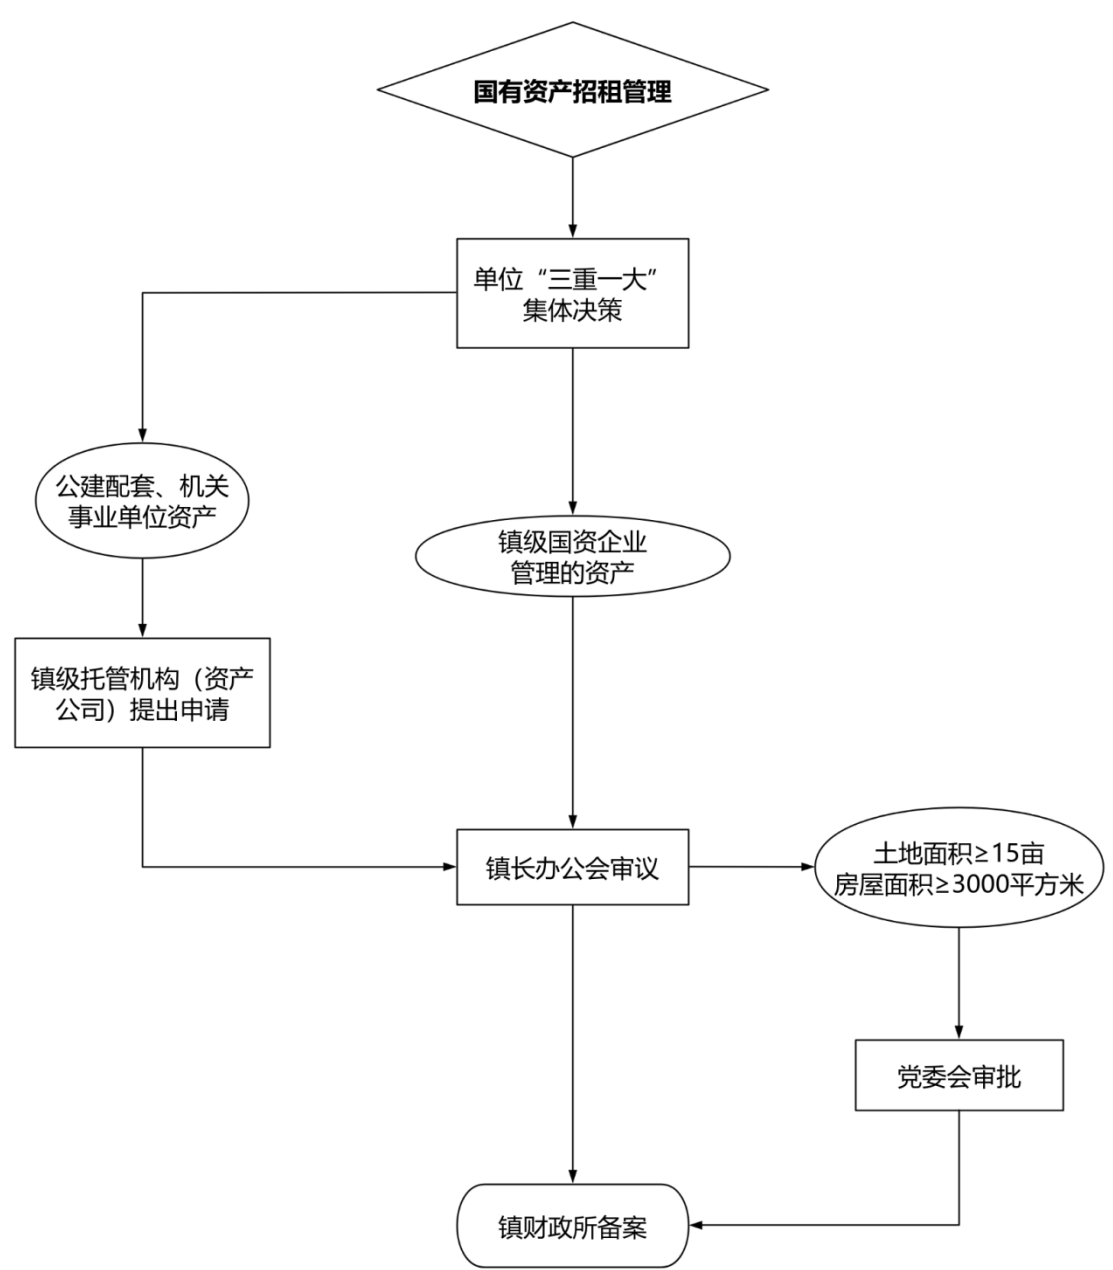 国有资产招租管理
单位“三重一大”
集体决策
公建配套、机关
事业单位资产
镇级国资企业
管理的资产
镇级托管机构（资产
公司）提出申请
镇长办公会审议
土地面积≥15亩
房屋面积≥3000平方米
党委会审批
镇财政所备案